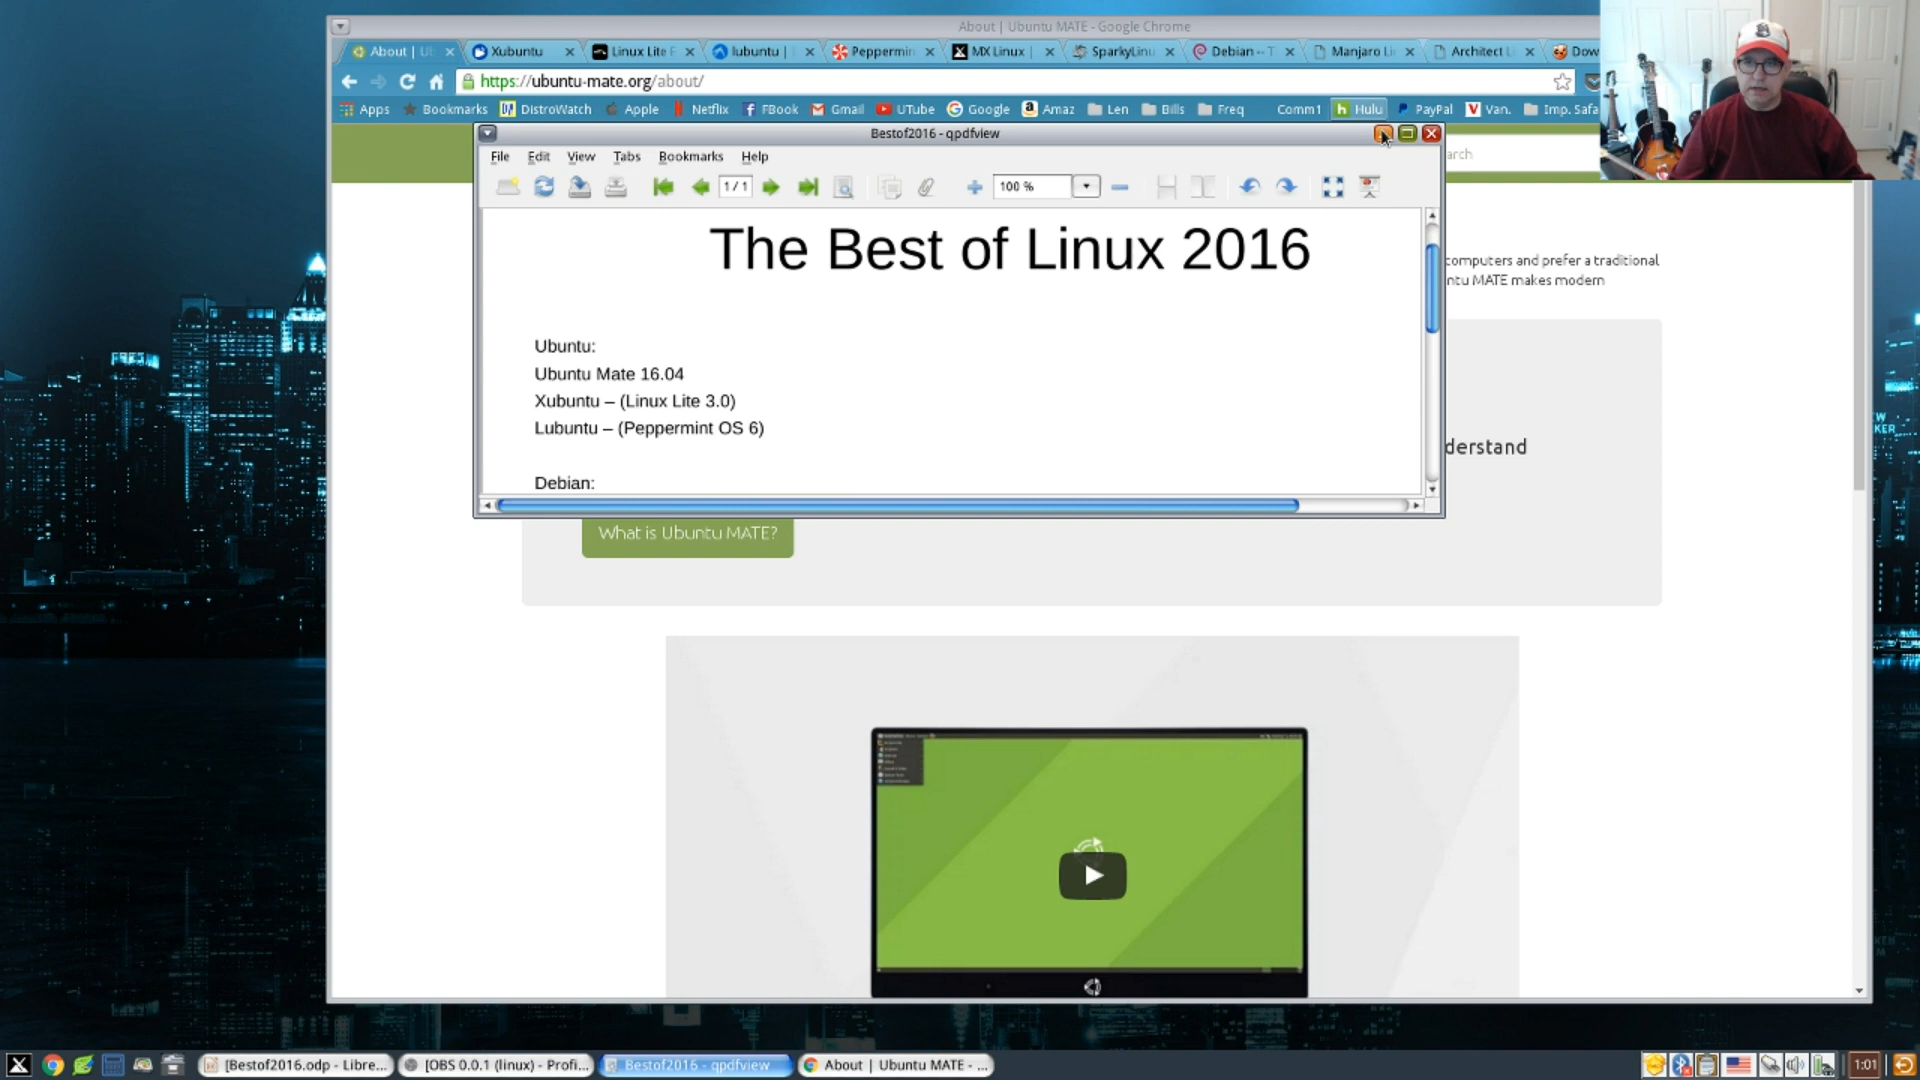 About | Ubuntu MATE - Google Chrome
About | Ub
Xubuntu
Linux Lite F
lubuntu |
Peppermin
MX Linux |
SparkyLinu
Debian -- T
Manjaro Li
Architect L
Dow
https://ubuntu-mate.org/about/
Apps
Bookmarks
DistroWatch
Apple
Netflix
FBook
Gmail
UTube
Google
Amaz
Len
Bills
Freq
Comm1
Hulu
PayPal
Van.
Imp. Safa
Bestof2016 - qpdfview
arch
File Edit View Tabs Bookmarks Help
1 / 1
100 %
The Best of Linux 2016
computers and prefer a traditional
ntu MATE makes modern
Ubuntu:
Ubuntu Mate 16.04
Xubuntu – (Linux Lite 3.0)
Lubuntu – (Peppermint OS 6)
derstand
Debian:
What is Ubuntu MATE?
[Bestof2016.odp - Libre...
[OBS 0.0.1 (linux) - Profi...
Bestof2016 - qpdfview
About | Ubuntu MATE - ...
1:01